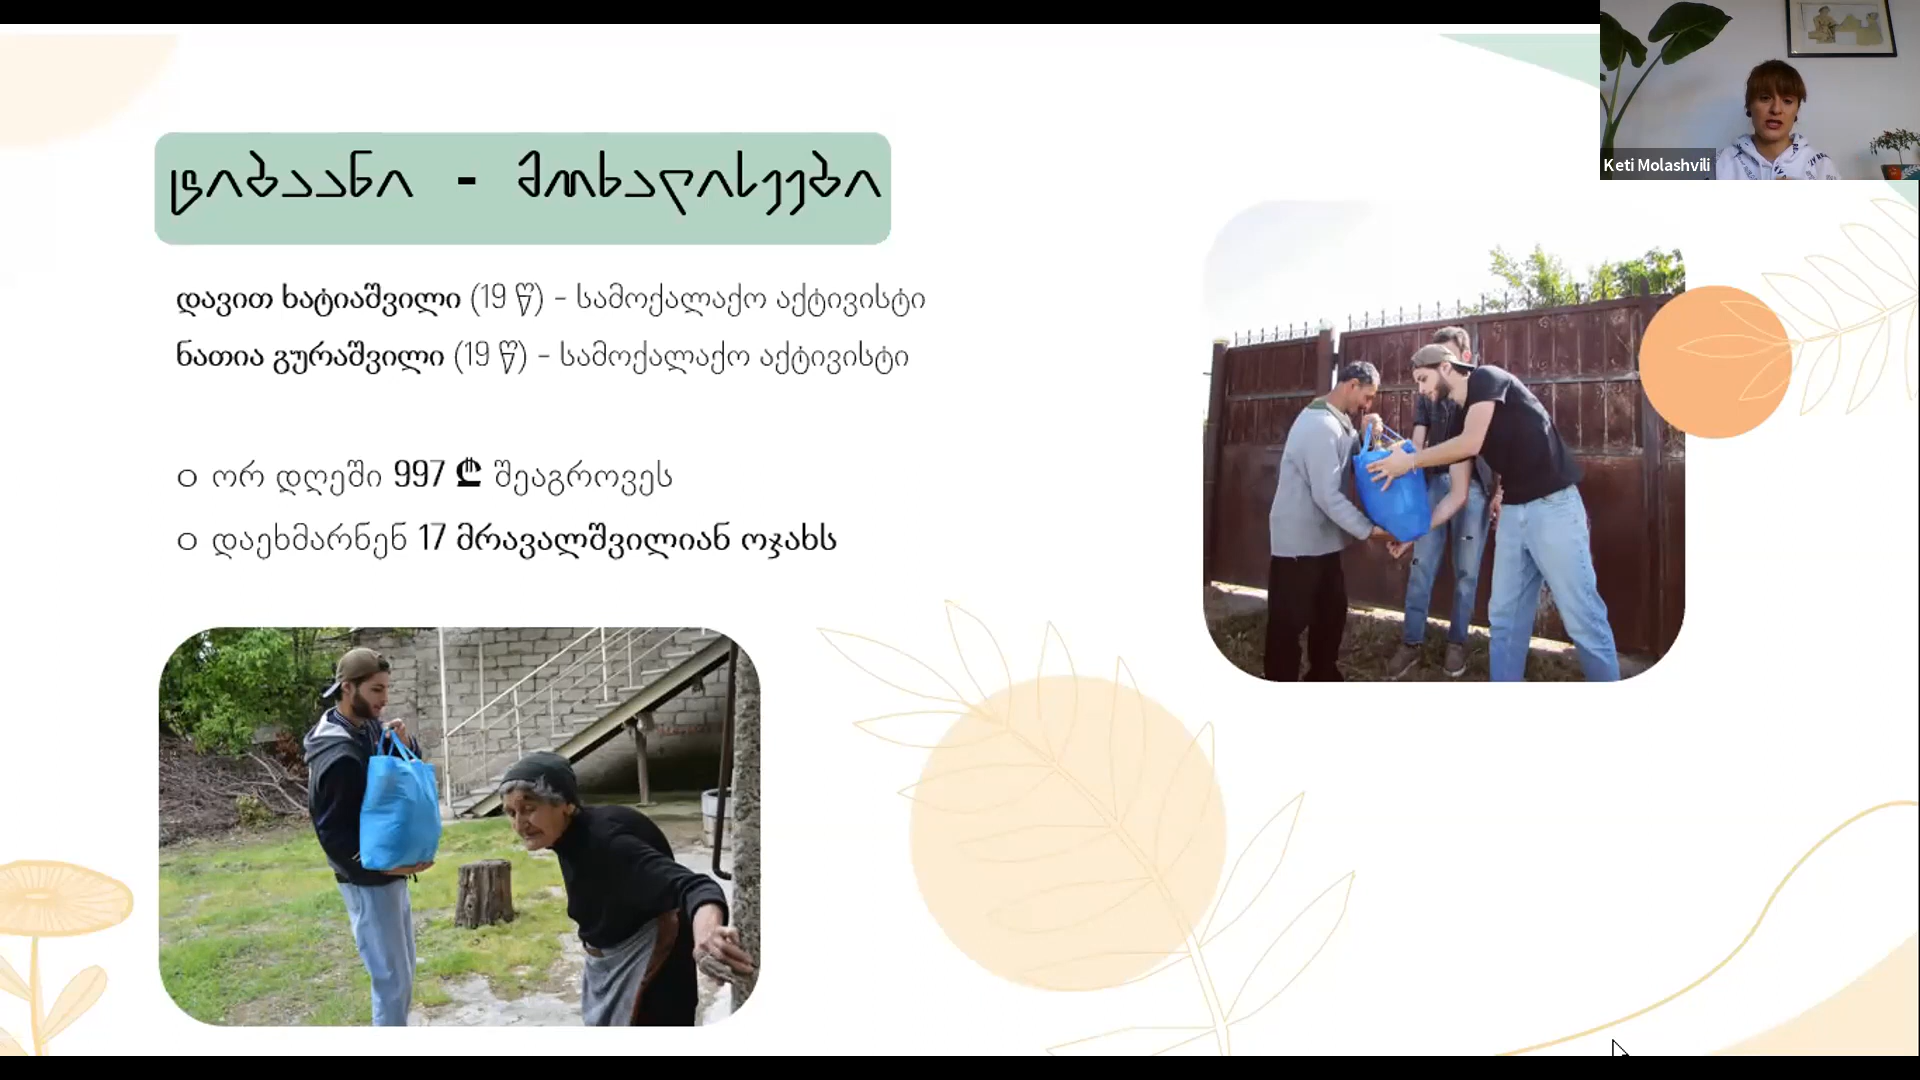 ტიბაანი - მოხალისეები
Keti Molashvili
დავით ხატიაშვილი (19 წ) - სამოქალაქო აქტივისტი
ნათია გურაშვილი (19 წ) - სამოქალაქო აქტივისტი
o ორ დღეში 997 ₾ შეაგროვეს
o დაეხმარნენ 17 მრავალშვილიან ოჯახს